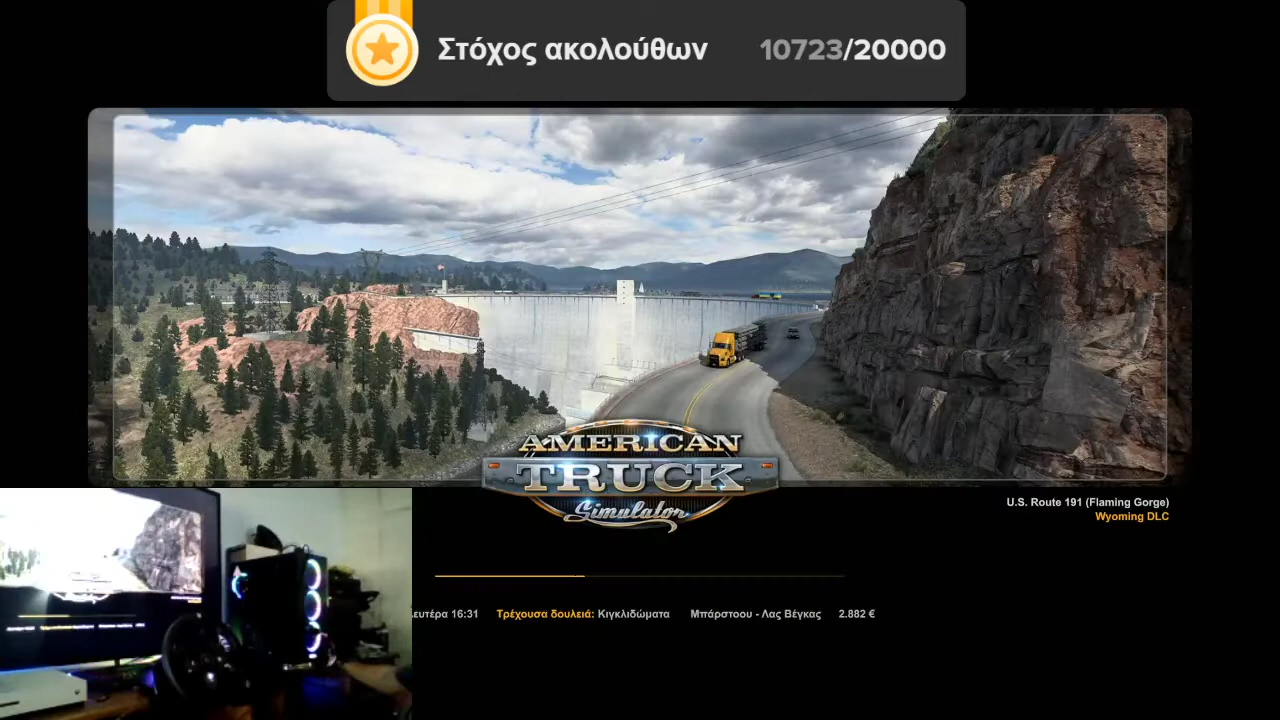 Στόχος ακολούθων 10723/20000
AMERICAN
TRUCK
Simulator
U.S. Route 191 (Flaming Gorge)
Wyoming DLC
16:31 Τρέχουσα δουλειά: Κιγκλιδώματα Μπάρστοου - Λας Βέγκας 2.882 €